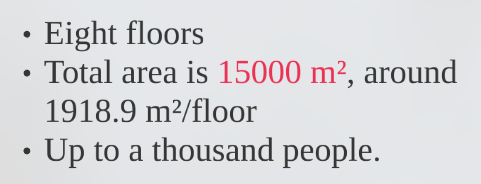 • Eight floors
• Total area is 15000 m², around
1918.9 m²/floor
• Up to a thousand people.